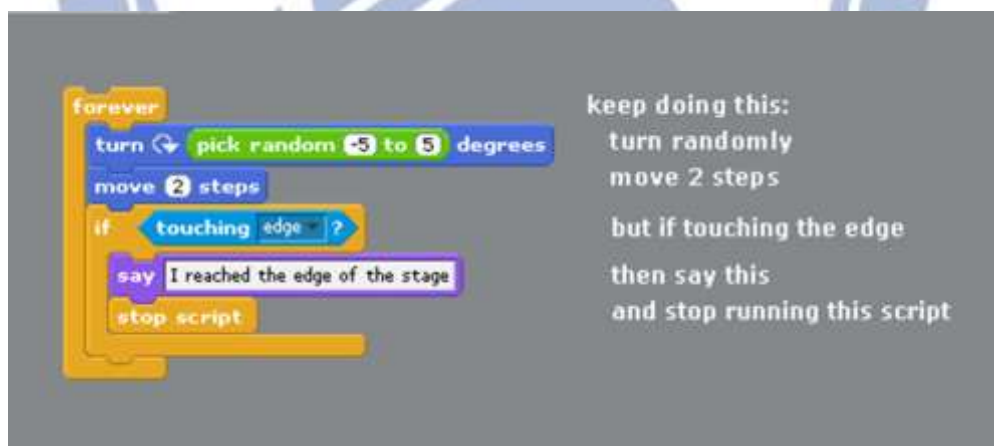 forever
turn pick random -5 to 5 degrees
move 2 steps
if touching edge ?
say I reached the edge of the stage
stop script
keep doing this:
turn randomly
move 2 steps
but if touching the edge
then say this
and stop running this script